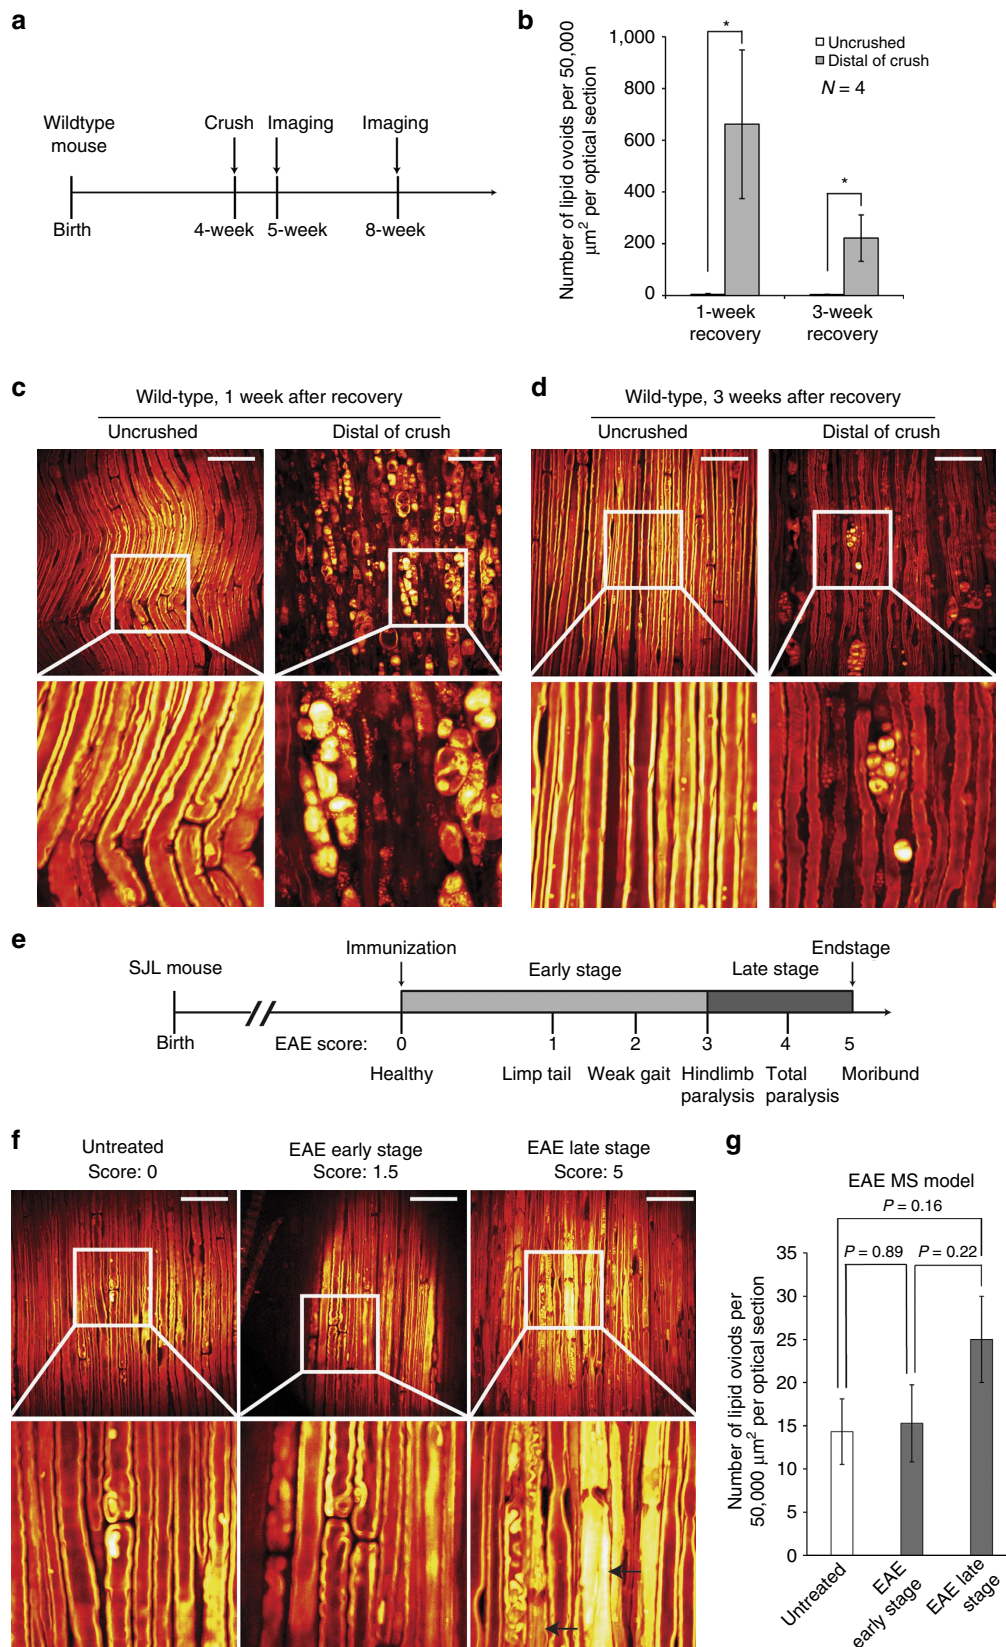 a
Wildtype
mouse
Crush
Imaging
Imaging
Birth
4-week
5-week
8-week
b
Number of lipid ovoids per 50,000
μm² per optical section
1,000
800
600
400
200
0
Uncrushed
Distal of crush
N = 4
*
*
1-week
recovery
3-week
recovery
c
Wild-type, 1 week after recovery
Uncrushed
Distal of crush
d
Wild-type, 3 weeks after recovery
Uncrushed
Distal of crush
e
SJL mouse
Immunization
Early stage
Late stage
Endstage
Birth
EAE score:
0
1
2
3
4
5
Healthy
Limp tail
Weak gait
Hindlimb
paralysis
Total
paralysis
Moribund
f
Untreated
Score: 0
EAE early stage
Score: 1.5
EAE late stage
Score: 5
g
EAE MS model
P = 0.16
P = 0.89
P = 0.22
Number of lipid oviods per
50,000 μm² per optical section
35
30
25
20
15
10
5
0
Untreated
EAE
early stage
EAE late
stage